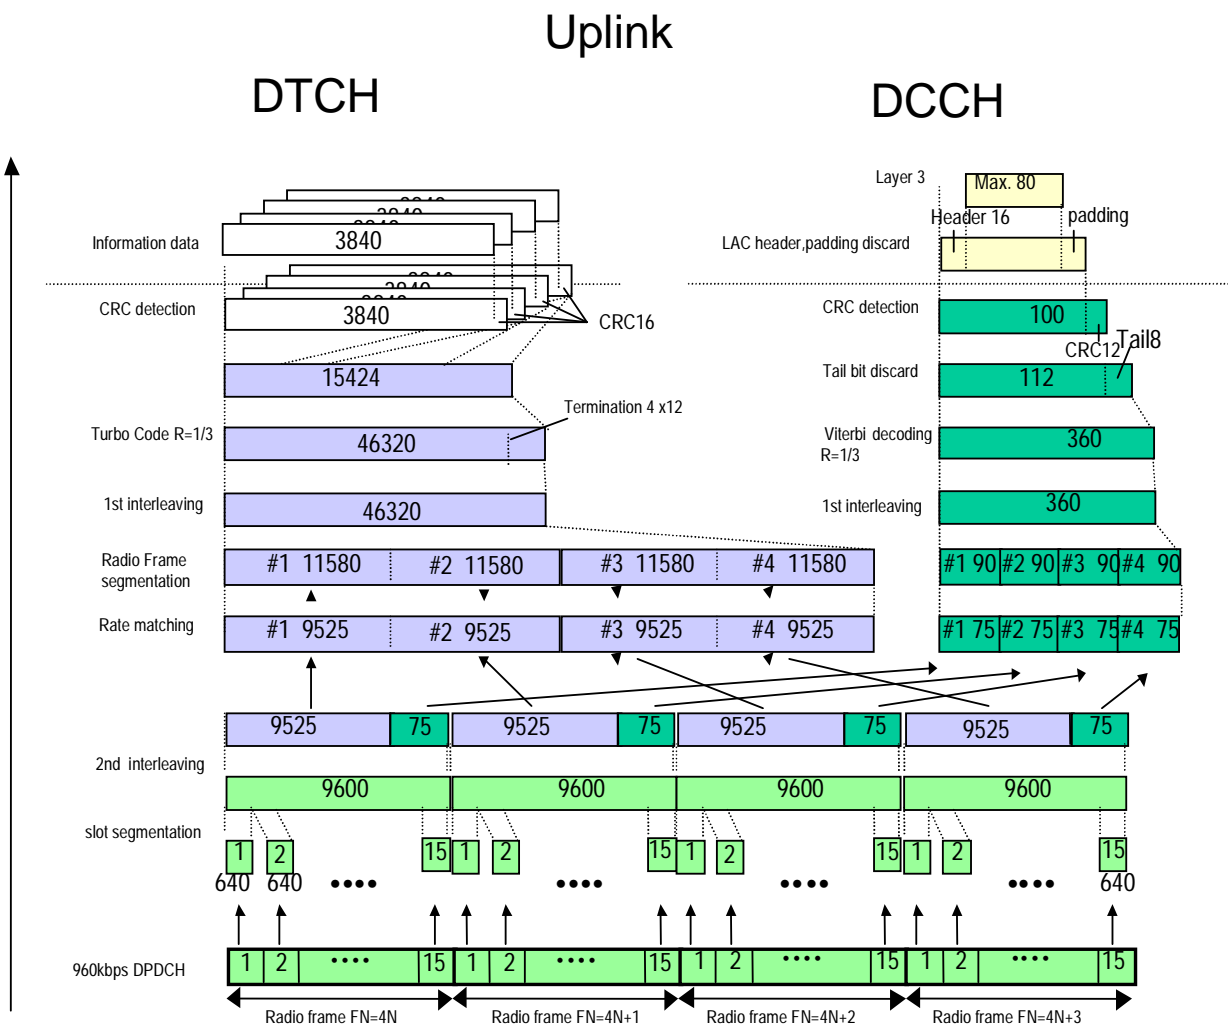 Uplink
DTCH
DCCH
Layer 3
Max. 80
Header 16
padding
Information data
3840
3840
3840
3840
LAC header,padding discard
CRC detection
3840
3840
3840
3840
CRC16
CRC detection
100
CRC12
Tail8
15424
Tail bit discard
112
Termination 4 x12
Turbo Code R=1/3
46320
Viterbi decoding
R=1/3
360
1st interleaving
46320
1st interleaving
360
Radio Frame
segmentation
#1 11580
#2 11580
#3 11580
#4 11580
#1 90
#2 90
#3 90
#4 90
Rate matching
#1 9525
#2 9525
#3 9525
#4 9525
#1 75
#2 75
#3 75
#4 75
9525
75
9525
75
9525
75
9525
75
2nd interleaving
9600
9600
9600
9600
slot segmentation
1
2
15
1
2
15
1
2
15
1
2
15
640
640
640
960kbps DPDCH
1
2
15
1
2
15
1
2
15
1
2
15
Radio frame FN=4N
Radio frame FN=4N+1
Radio frame FN=4N+2
Radio frame FN=4N+3